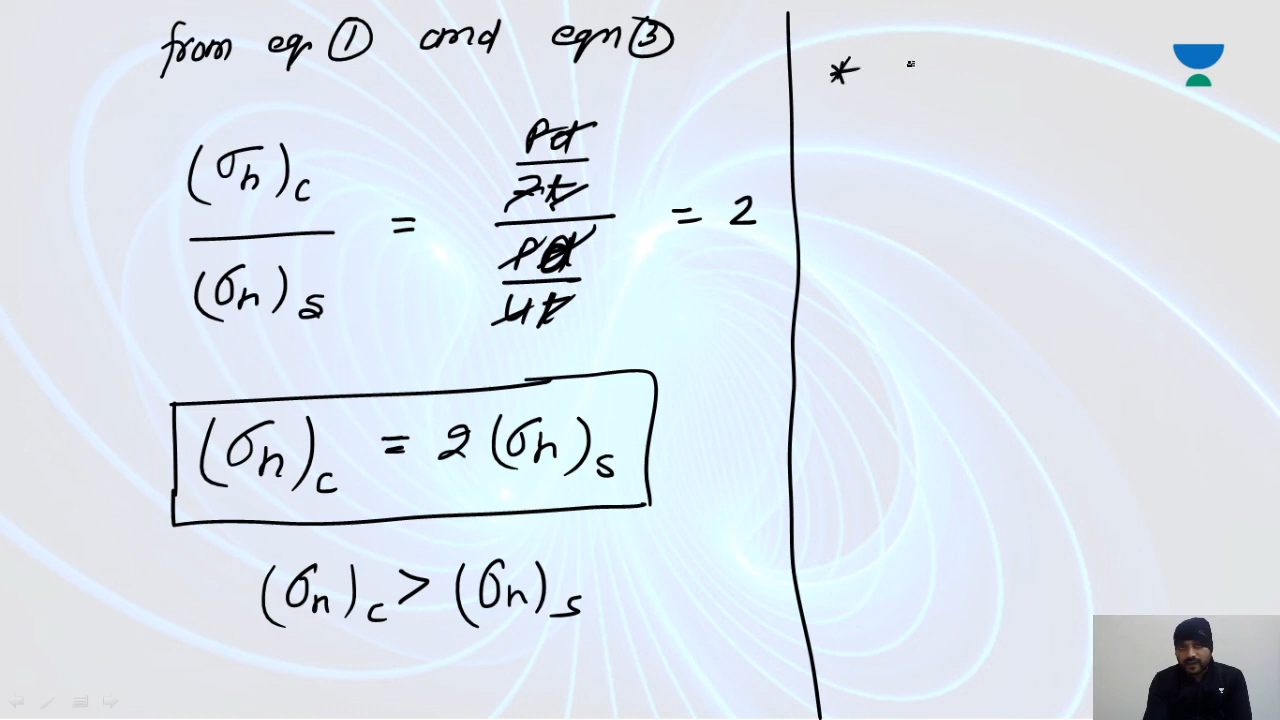 from eq ① and eqn ③
(σh)c / (σh)s = (Pd / 2t) / (Pd / 4t) = 2
(σh)c = 2 (σh)s
(σh)c > (σh)s
*